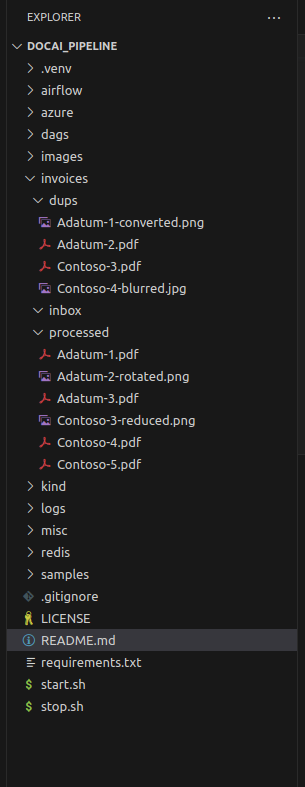 EXPLORER
DOCAI_PIPELINE
.venv
airflow
azure
dags
images
invoices
dups
Adatum-1-converted.png
Adatum-2.pdf
Contoso-3.pdf
Contoso-4-blurred.jpg
inbox
processed
Adatum-1.pdf
Adatum-2-rotated.png
Adatum-3.pdf
Contoso-3-reduced.png
Contoso-4.pdf
Contoso-5.pdf
kind
logs
misc
redis
samples
.gitignore
LICENSE
README.md
requirements.txt
$ start.sh
$ stop.sh